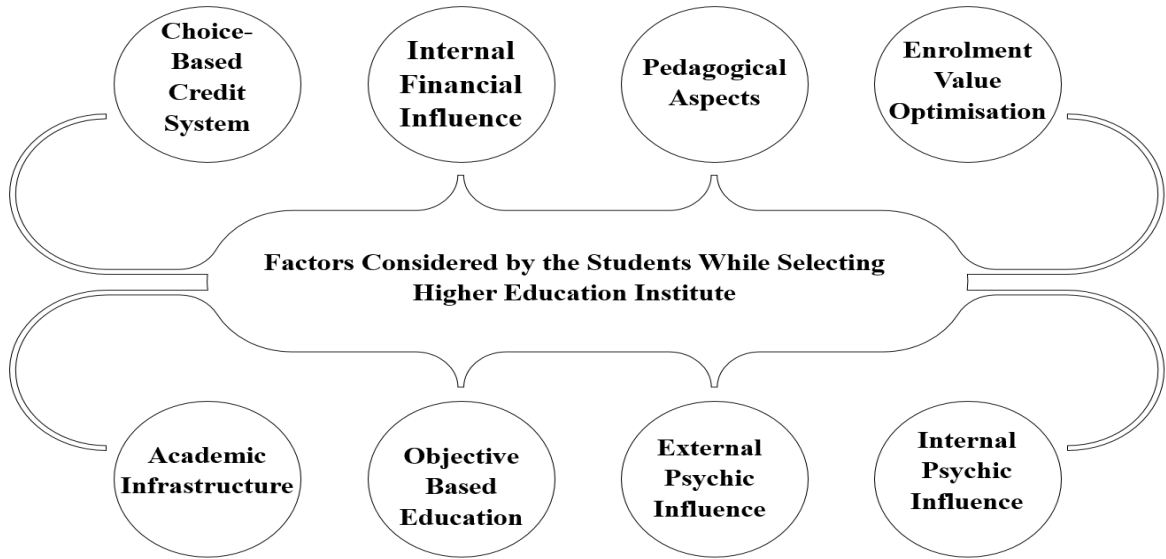 Choice-
Based
Credit
System
Internal
Financial
Influence
Pedagogical
Aspects
Enrolment
Value
Optimisation
Factors Considered by the Students While Selecting
Higher Education Institute
Academic
Infrastructure
Objective
Based
Education
External
Psychic
Influence
Internal
Psychic
Influence